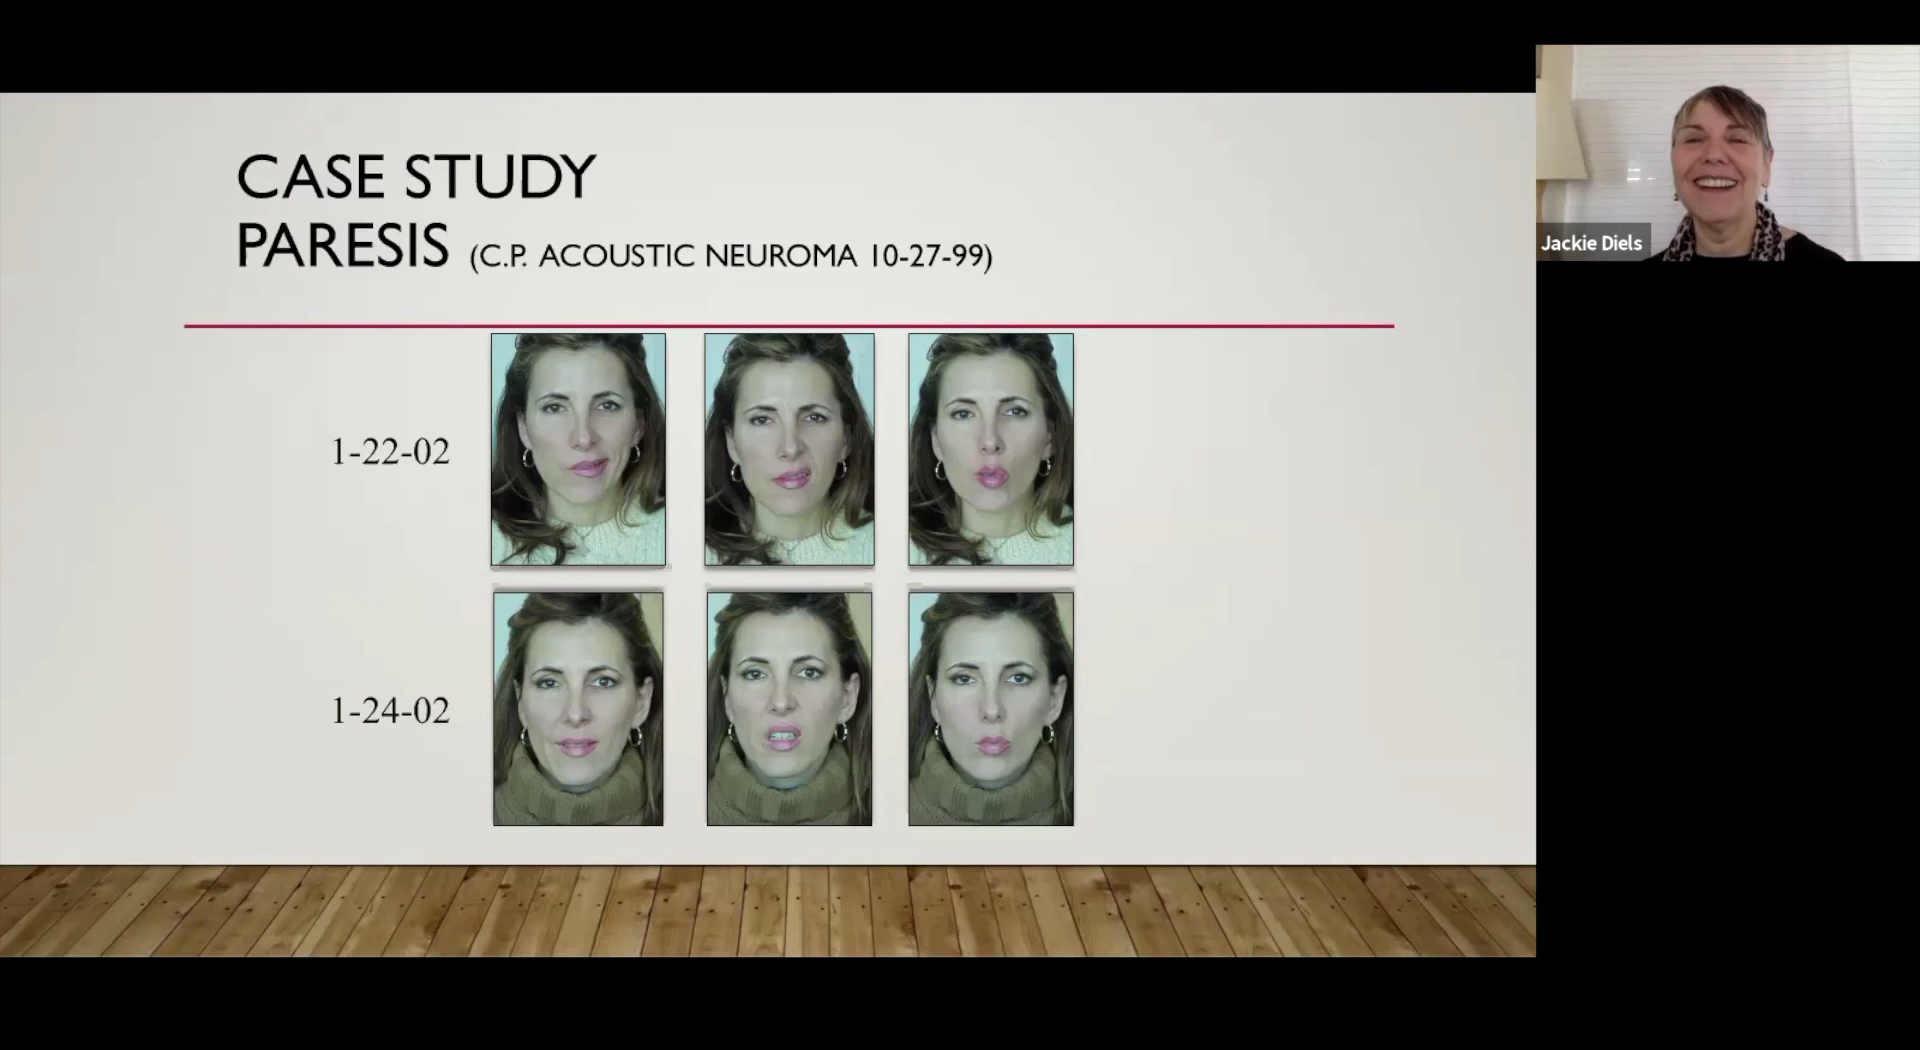 CASE STUDY
PARESIS (C.P. ACOUSTIC NEUROMA 10-27-99)
Jackie Diels
1-22-02
1-24-02